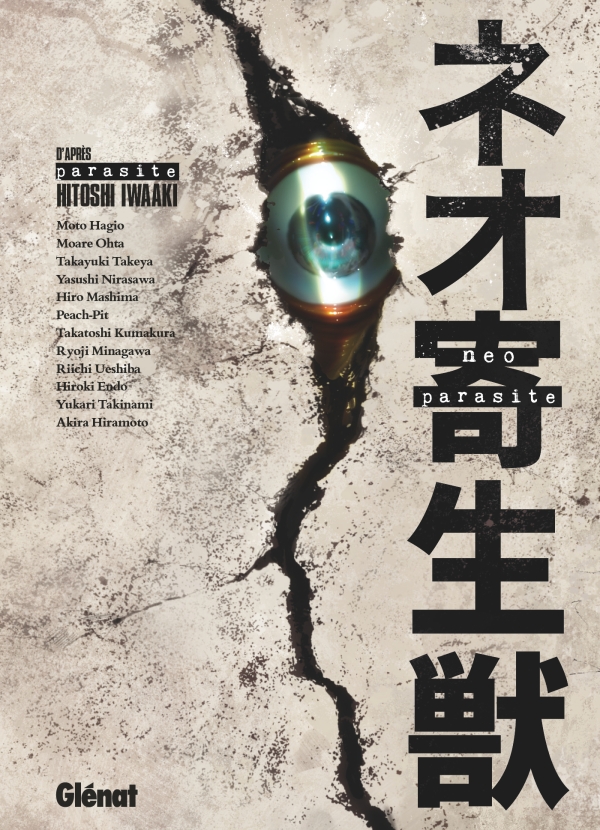 D'APRÈS
parasite
HITOSHI IWAAKI
Moto Hagio
Moare Ohta
Takayuki Takeya
Yasushi Nirasawa
Hiro Mashima
Peach-Pit
Takatoshi Kumakura
Ryoji Minagawa
Riichi Ueshiba
Hiroki Endo
Yukari Takinami
Akira Hiramoto
ネオ寄生獣
neo
parasite
Glénat